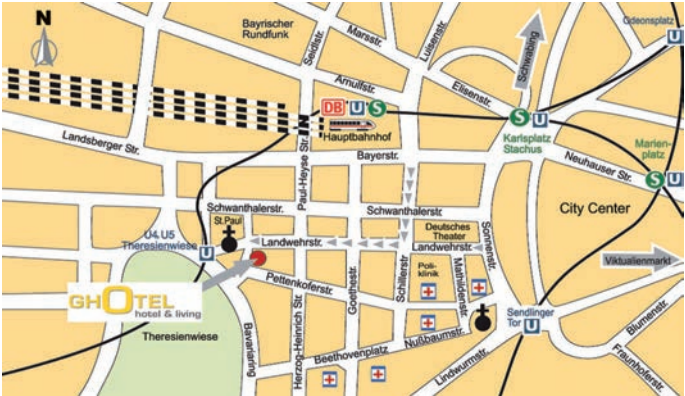 N
Bayrischer
Rundfunk
Seidlstr.
Marsstr.
Luisenstr.
Schwabing
Odeonsplatz
U
Arnulfstr.
Elisenstr.
DB U S
Hauptbahnhof
S U
Karlsplatz
Stachus
Marien-
platz
S U
Landsberger Str.
Paul-Heyse Str.
Bayerstr.
Neuhauser Str.
Schwanthalerstr.
Schwanthalerstr.
City Center
St.Paul
U4, U5
Theresienwiese
U
Landwehrstr.
Deutsches
Theater
Landwehrstr.
Sonnenstr.
Viktualienmarkt
GHOTEL
hotel & living
Pettenkoferstr.
Goethestr.
Schillerstr.
Poli-
klinik
Mathildenstr.
Sendlinger
Tor U
Theresienwiese
Bavariaring
Herzog-Heinrich Str.
Beethovenplatz
Nußbaumstr.
Lindwurmstr.
Blumenstr.
Fraunhoferstr.